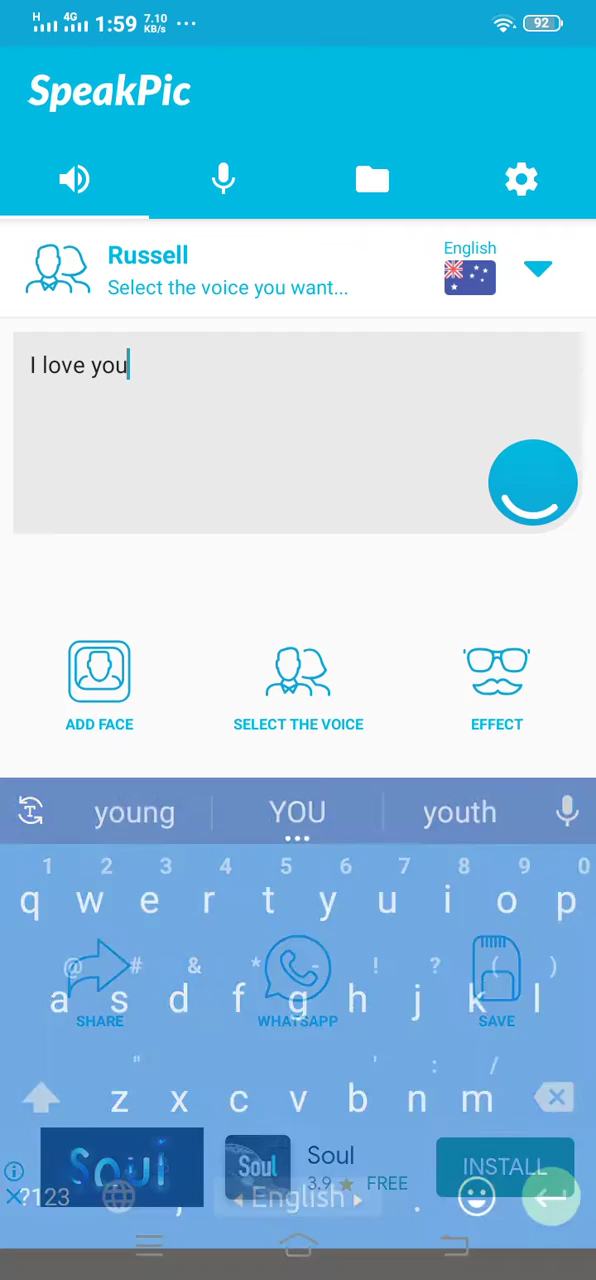 H 4G 1:59 7.10 KB/s ... 92
SpeakPic
Russell
Select the voice you want...
English
I love you
ADD FACE SELECT THE VOICE EFFECT
young YOU youth
1 2 3 4 5 6 7 8 9 0
q w e r t y u i o p
@ # & * - ! ? ( )
a s d f g h j k l
SHARE WHATSAPP SAVE
" ' : /
z x c v b n m
Soul Soul Soul INSTALL
3.9 ★ FREE
?123 , English .